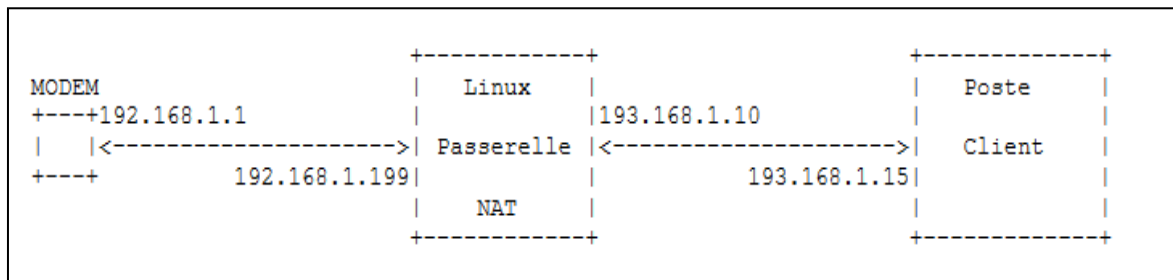 MODEM Linux Poste
192.168.1.1 193.168.1.10
Passerelle Client
192.168.1.199 193.168.1.15
NAT